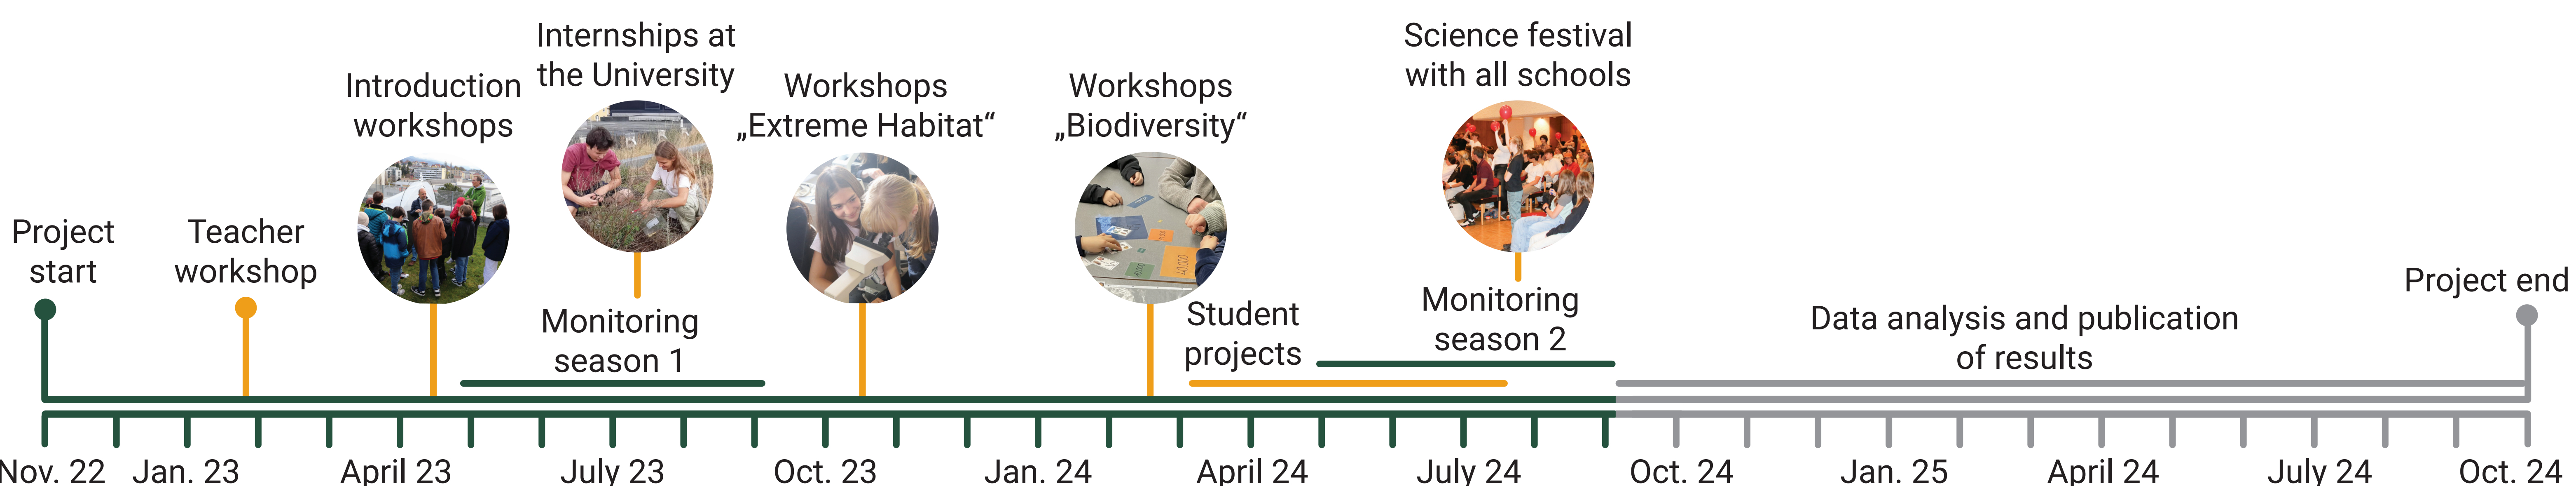 Project
start
Teacher
workshop
Introduction
workshops
Internships at
the University
Monitoring
season 1
Workshops
„Extreme Habitat“
Workshops
„Biodiversity“
Student
projects
Science festival
with all schools
Monitoring
season 2
Data analysis and publication
of results
Project end
Nov. 22 Jan. 23 April 23 July 23 Oct. 23 Jan. 24 April 24 July 24 Oct. 24 Jan. 25 April 24 July 24 Oct. 24